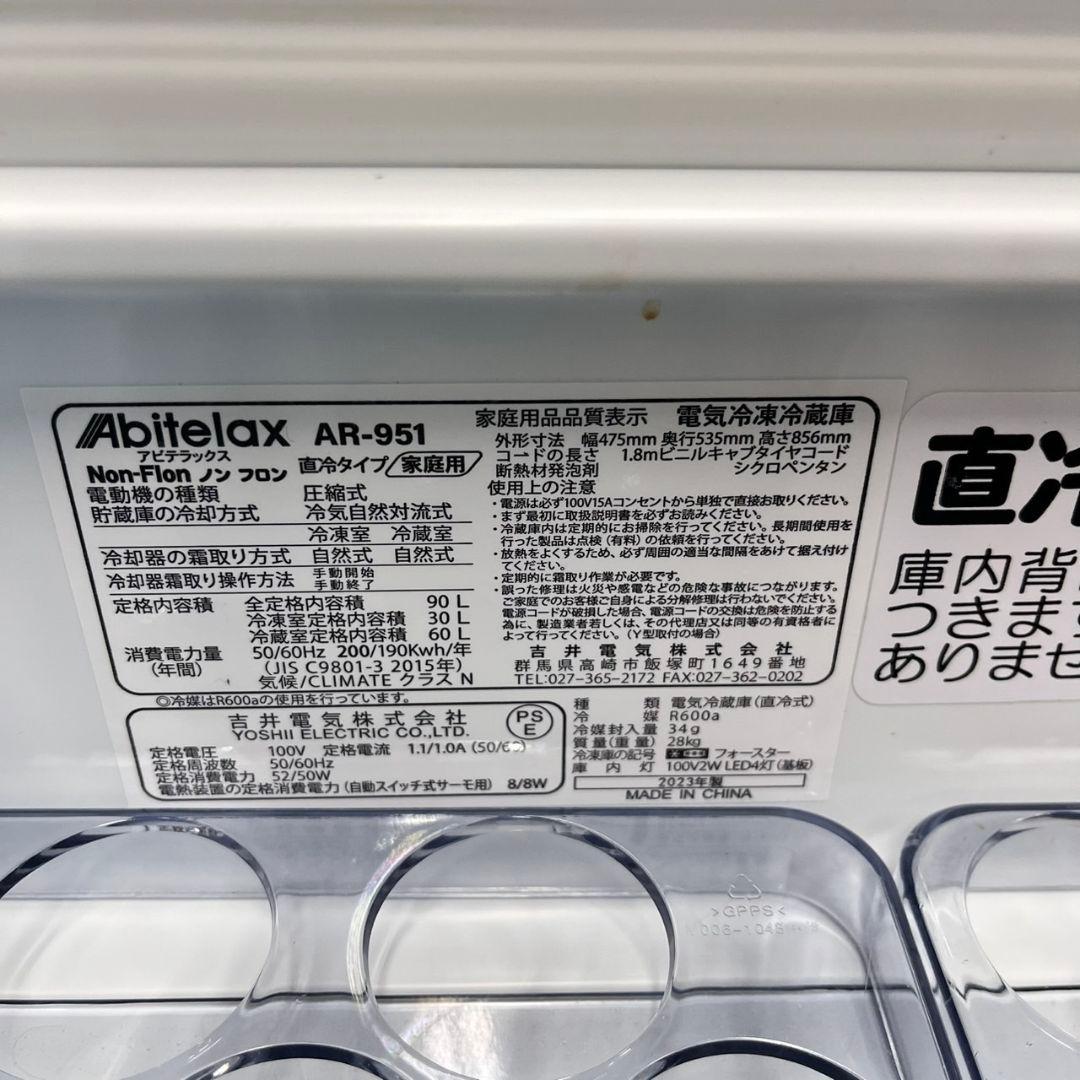 Abitelax AR-951
アビテラックス
Non-Flon ノン フロン 直冷タイプ/家庭用/
電動機の種類 圧縮式
貯蔵庫の冷却方式 冷気自然対流式
冷凍室 冷蔵室
冷却器の霜取り方式 自然式 自然式
冷却器霜取り操作方法 手動開始
手動終了
定格内容積 全定格内容積 90 L
冷凍室定格内容積 30 L
冷蔵室定格内容積 60 L
消費電力量 50/60Hz 200/190Kwh/年
(年間) (JIS C9801-3 2015年)
気候/CLIMATE クラス N
◎冷媒はR600aの使用を行っています。
家庭用品品質表示 電気冷凍冷蔵庫
外形寸法 幅475mm 奥行535mm 高さ856mm
コードの長さ 1.8mビニルキャブタイヤコード
断熱材発泡剤 シクロペンタン
使用上の注意
・電源は必ず100V15Aコンセントから単独で直接お取りください。
・まず最初に取扱説明書を必ずお読みください。
・冷蔵庫内は定期的にお掃除を行ってください。長期間使用を
行った製品は点検(有料)の依頼を行ってください。
・放熱をよくするため、必ず周囲の適当な間隔をあけて据え付け
てください。
・定期的に霜取り作業が必要です。
・誤った修理は火災や感電などの危険な事故につながります。
ご家庭でのお客様ご自身による分解修理は行わないでください。
電源コードが破損した場合、電源コードの交換は危険を防止する
為に、製造業者若しくは、その代理店又は同等の有資格者に
よって行ってください。(Y型取付の場合)
吉井電気株式会社
群馬県高崎市飯塚町1649番地
TEL:027-365-2172 FAX:027-362-0202
吉井電気株式会社
YOSHII ELECTRIC CO.,LTD.
PS
E
定格電圧 100V 定格電流 1.1/1.0A (50/60)
定格周波数 50/60Hz
定格消費電力 52/50W
電熱装置の定格消費電力(自動スイッチ式サーモ用) 8/8W
種類 電気冷蔵庫(直冷式)
冷媒 R600a
冷媒封入量 34g
質量(重量) 28kg
冷凍庫の記号 フォースター
庫内灯 100V2W LED4灯(基板)
2023年製
MADE IN CHINA
直冷
庫内背
つきます
ありませ
>GPPS<